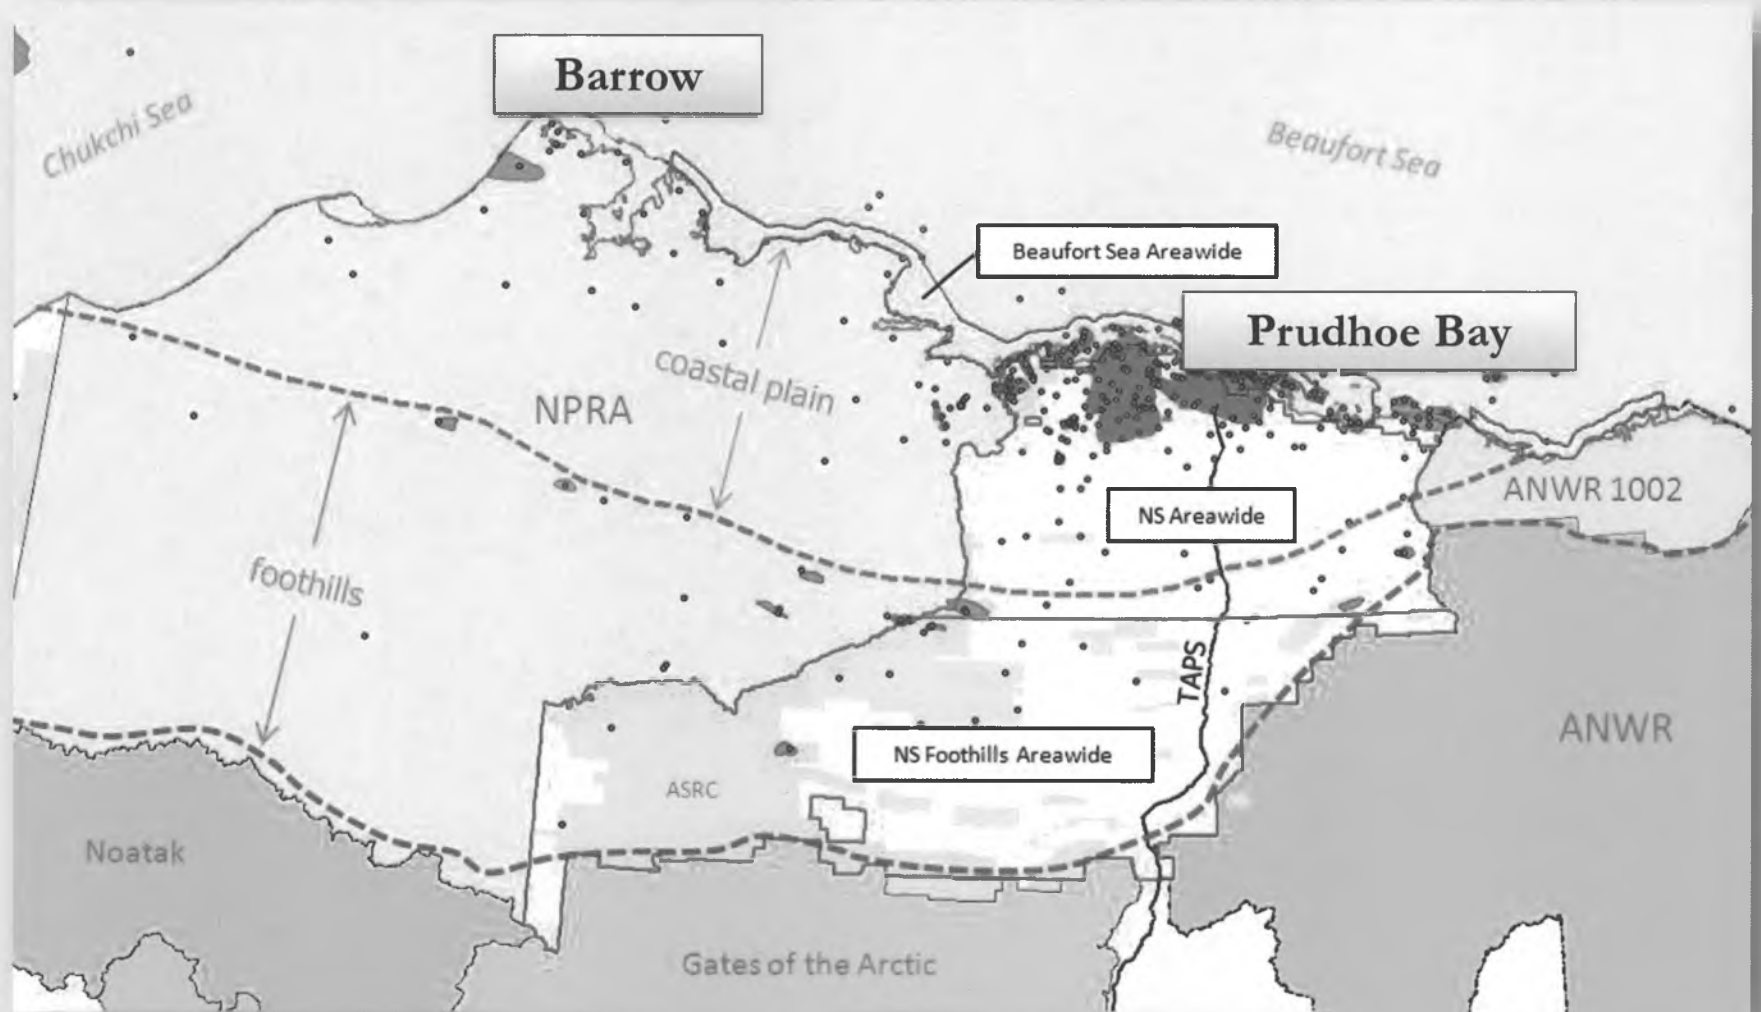 Barrow
Chukchi Sea
Beaufort Sea
Beaufort Sea Areawide
Prudhoe Bay
coastal plain
NPRA
ANWR 1002
NS Areawide
foothills
TAPS
ANWR
NS Foothills Areawide
ASRC
Noatak
Gates of the Arctic